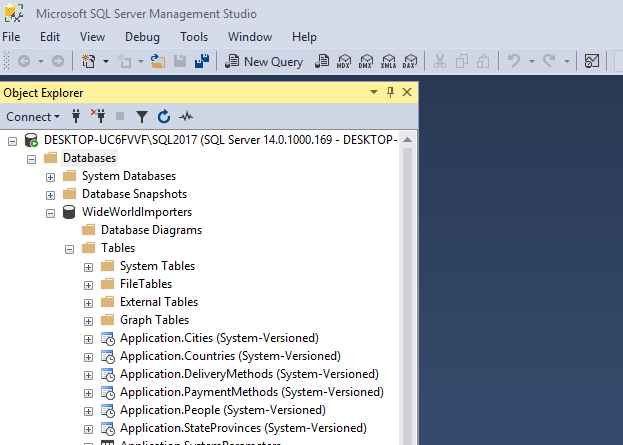 Microsoft SQL Server Management Studio
File Edit View Debug Tools Window Help
New Query MDX DMX XMLA DAX
Object Explorer
Connect
DESKTOP-UC6FVVF\SQL2017 (SQL Server 14.0.1000.169 - DESKTOP-
Databases
System Databases
Database Snapshots
WideWorldImporters
Database Diagrams
Tables
System Tables
FileTables
External Tables
Graph Tables
Application.Cities (System-Versioned)
Application.Countries (System-Versioned)
Application.DeliveryMethods (System-Versioned)
Application.PaymentMethods (System-Versioned)
Application.People (System-Versioned)
Application.StateProvinces (System-Versioned)
Application.SystemParameters